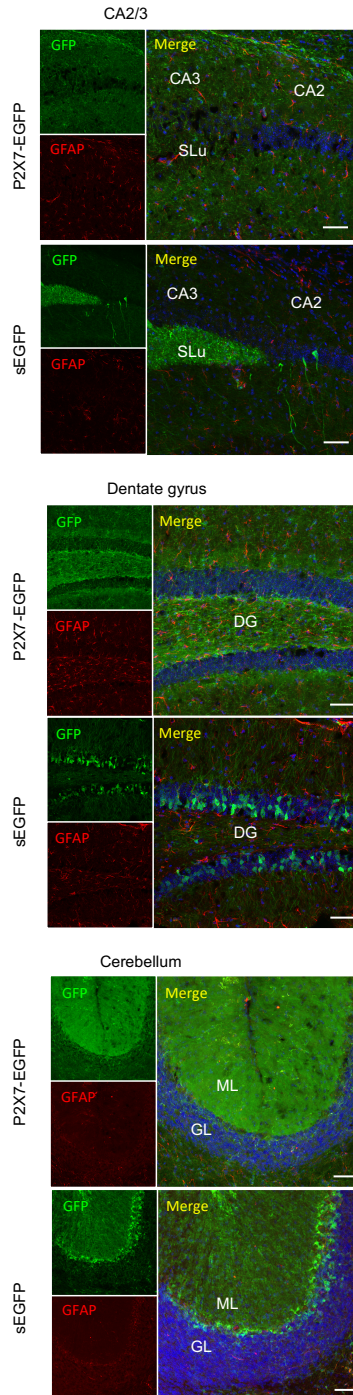 CA2/3
P2X7-EGFP
GFP
Merge
CA3
CA2
GFAP
SLu
sEGFP
GFP
Merge
CA3
CA2
SLu
GFAP
Dentate gyrus
P2X7-EGFP
GFP
Merge
GFAP
DG
sEGFP
GFP
Merge
GFAP
DG
Cerebellum
P2X7-EGFP
GFP
Merge
GFAP
ML
GL
sEGFP
GFP
Merge
GFAP
ML
GL